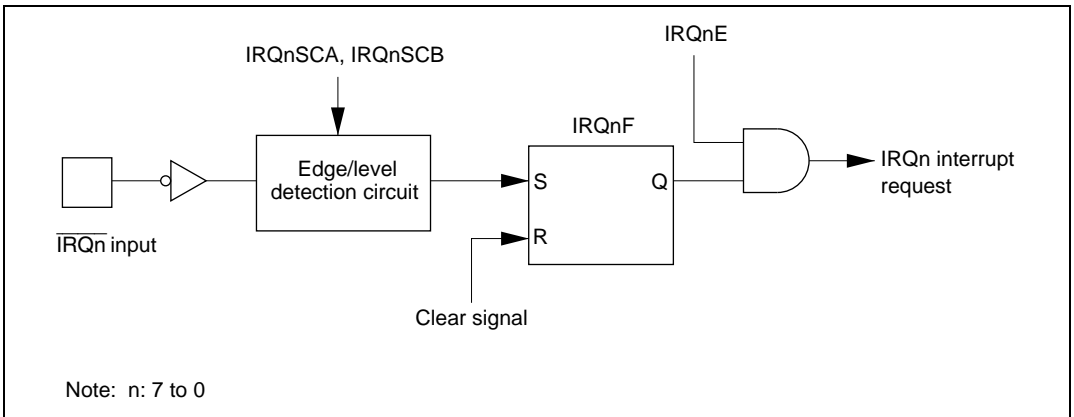 IRQnE
IRQnSCA, IRQnSCB
IRQnF
Edge/level
detection circuit
S
Q
R
IRQn interrupt
request
IRQn input
Clear signal
Note: n: 7 to 0